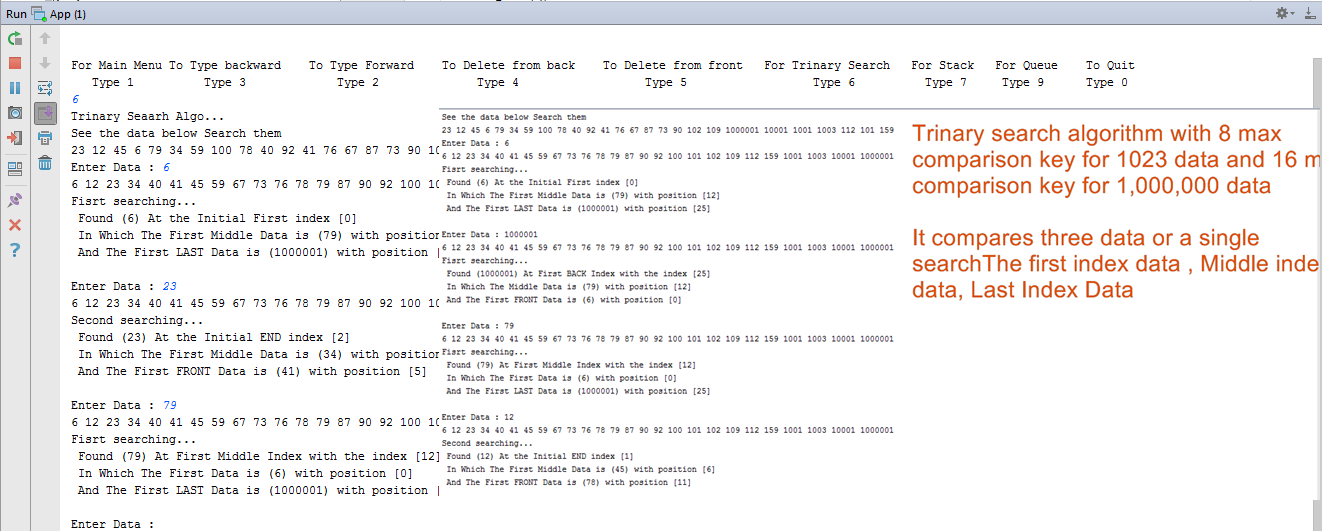 Run App (1)
For Main Menu To Type backward To Type Forward To Delete from back To Delete from front For Trinary Search For Stack For Queue To Quit
Type 1 Type 3 Type 2 Type 4 Type 5 Type 6 Type 7 Type 9 Type 0
6
Trinary Seaarh Algo...
See the data below Search them
23 12 45 6 79 34 59 100 78 40 92 41 76 67 87 73 90 10
Enter Data : 6
6 12 23 34 40 41 45 59 67 73 76 78 79 87 90 92 100 10
Fisrt searching...
Found (6) At the Initial First index [0]
In Which The First Middle Data is (79) with position
And The First LAST Data is (1000001) with position [
Enter Data : 23
6 12 23 34 40 41 45 59 67 73 76 78 79 87 90 92 100 10
Second searching...
Found (23) At the Initial END index [2]
In Which The First Middle Data is (34) with position
And The First FRONT Data is (41) with position [5]
Enter Data : 79
6 12 23 34 40 41 45 59 67 73 76 78 79 87 90 92 100 10
Fisrt searching...
Found (79) At First Middle Index with the index [12]
In Which The First Data is (6) with position [0]
And The First LAST Data is (1000001) with position [
Enter Data :
See the data below Search them
23 12 45 6 79 34 59 100 78 40 92 41 76 67 87 73 90 102 109 1000001 10001 1001 1003 112 101 159
Enter Data : 6
6 12 23 34 40 41 45 59 67 73 76 78 79 87 90 92 100 101 102 109 112 159 1001 1003 10001 1000001
Fisrt searching...
Found (6) At the Initial First index [0]
In Which The First Middle Data is (79) with position [12]
And The First LAST Data is (1000001) with position [25]
Enter Data : 1000001
6 12 23 34 40 41 45 59 67 73 76 78 79 87 90 92 100 101 102 109 112 159 1001 1003 10001 1000001
Fisrt searching...
Found (1000001) At First BACK Index with the index [25]
In Which The Middle Data is (79) with position [12]
And The First FRONT Data is (6) with position [0]
Enter Data : 79
6 12 23 34 40 41 45 59 67 73 76 78 79 87 90 92 100 101 102 109 112 159 1001 1003 10001 1000001
Fisrt searching...
Found (79) At First Middle Index with the index [12]
In Which The First Data is (6) with position [0]
And The First LAST Data is (1000001) with position [25]
Enter Data : 12
6 12 23 34 40 41 45 59 67 73 76 78 79 87 90 92 100 101 102 109 112 159 1001 1003 10001 1000001
Second searching...
Found (12) At the Initial END index [1]
In Which The First Middle Data is (45) with position [6]
And The First FRONT Data is (78) with position [11]
Trinary search algorithm with 8 max
comparison key for 1023 data and 16 m
comparison key for 1,000,000 data
It compares three data or a single
searchThe first index data , Middle inde
data, Last Index Data